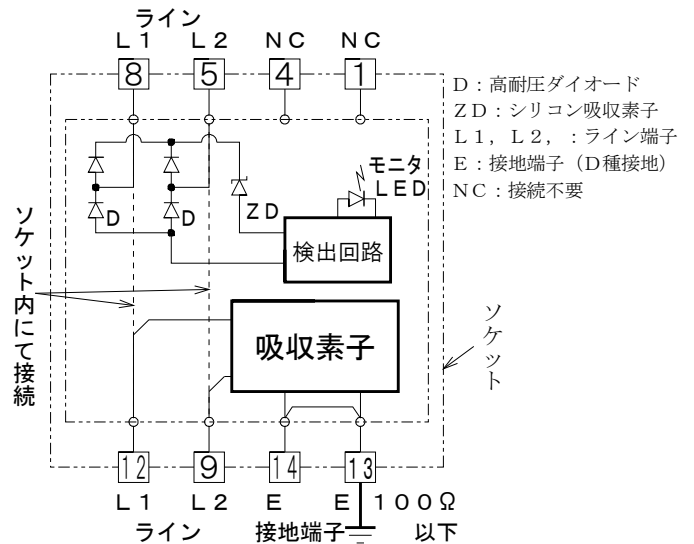 ライン
L1 L2 NC NC
8 5 4 1
D：高耐圧ダイオード
ZD：シリコン吸収素子
L1，L2，：ライン端子
E：接地端子（D種接地）
NC：接続不要
モニタ
LED
D D ZD
検出回路
ソケット内にて接続
吸収素子
ソケット
12 9 14 13
L1 L2 E E 100Ω
ライン 接地端子 以下